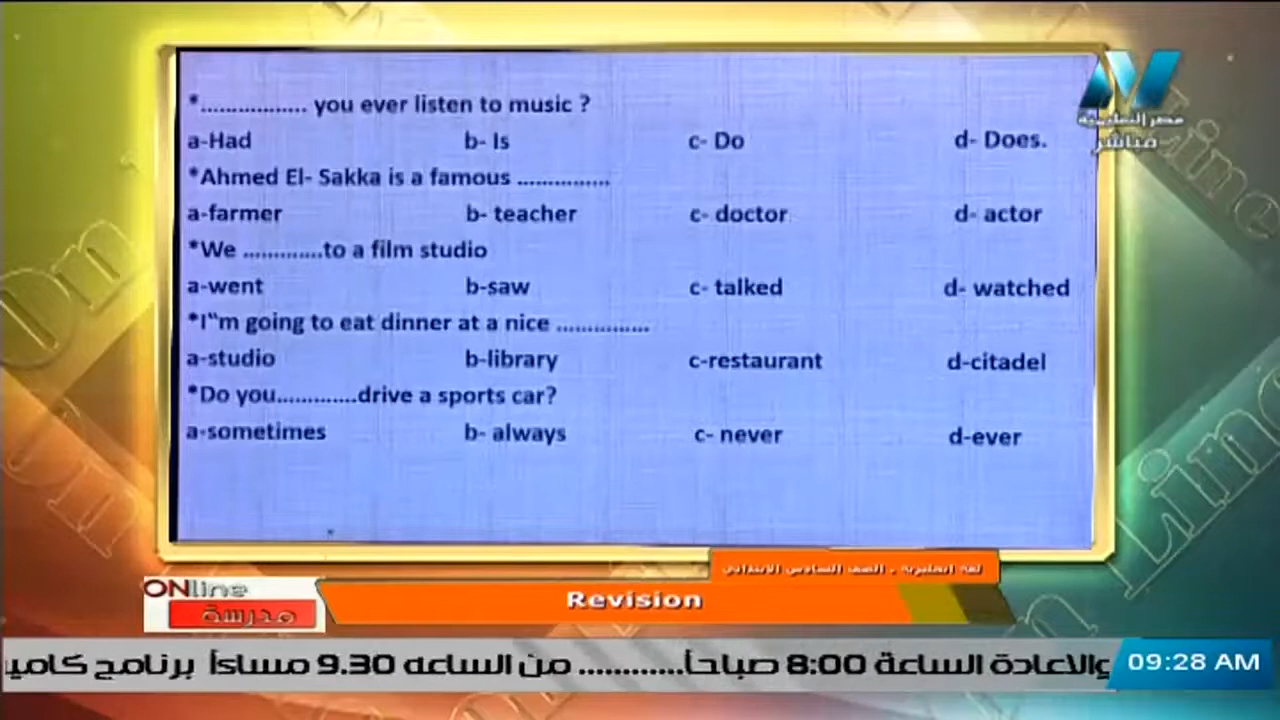 *................. you ever listen to music ?
a-Had b- Is c- Do d- Does.
*Ahmed El- Sakka is a famous ...............
a-farmer b- teacher c- doctor d- actor
*We .............to a film studio
a-went b-saw c- talked d- watched
*I"m going to eat dinner at a nice ...............
a-studio b-library c-restaurant d-citadel
*Do you.............drive a sports car?
a-sometimes b- always c- never d-ever
مصر التعليمية
مباشر
لغة انجليزية - الصف السادس الابتدائي
ONline
مدرسة
Revision
والاعادة الساعة 8:00 صباحاً............ من الساعه 9.30 مساءاً برنامج كامي
09:28 AM